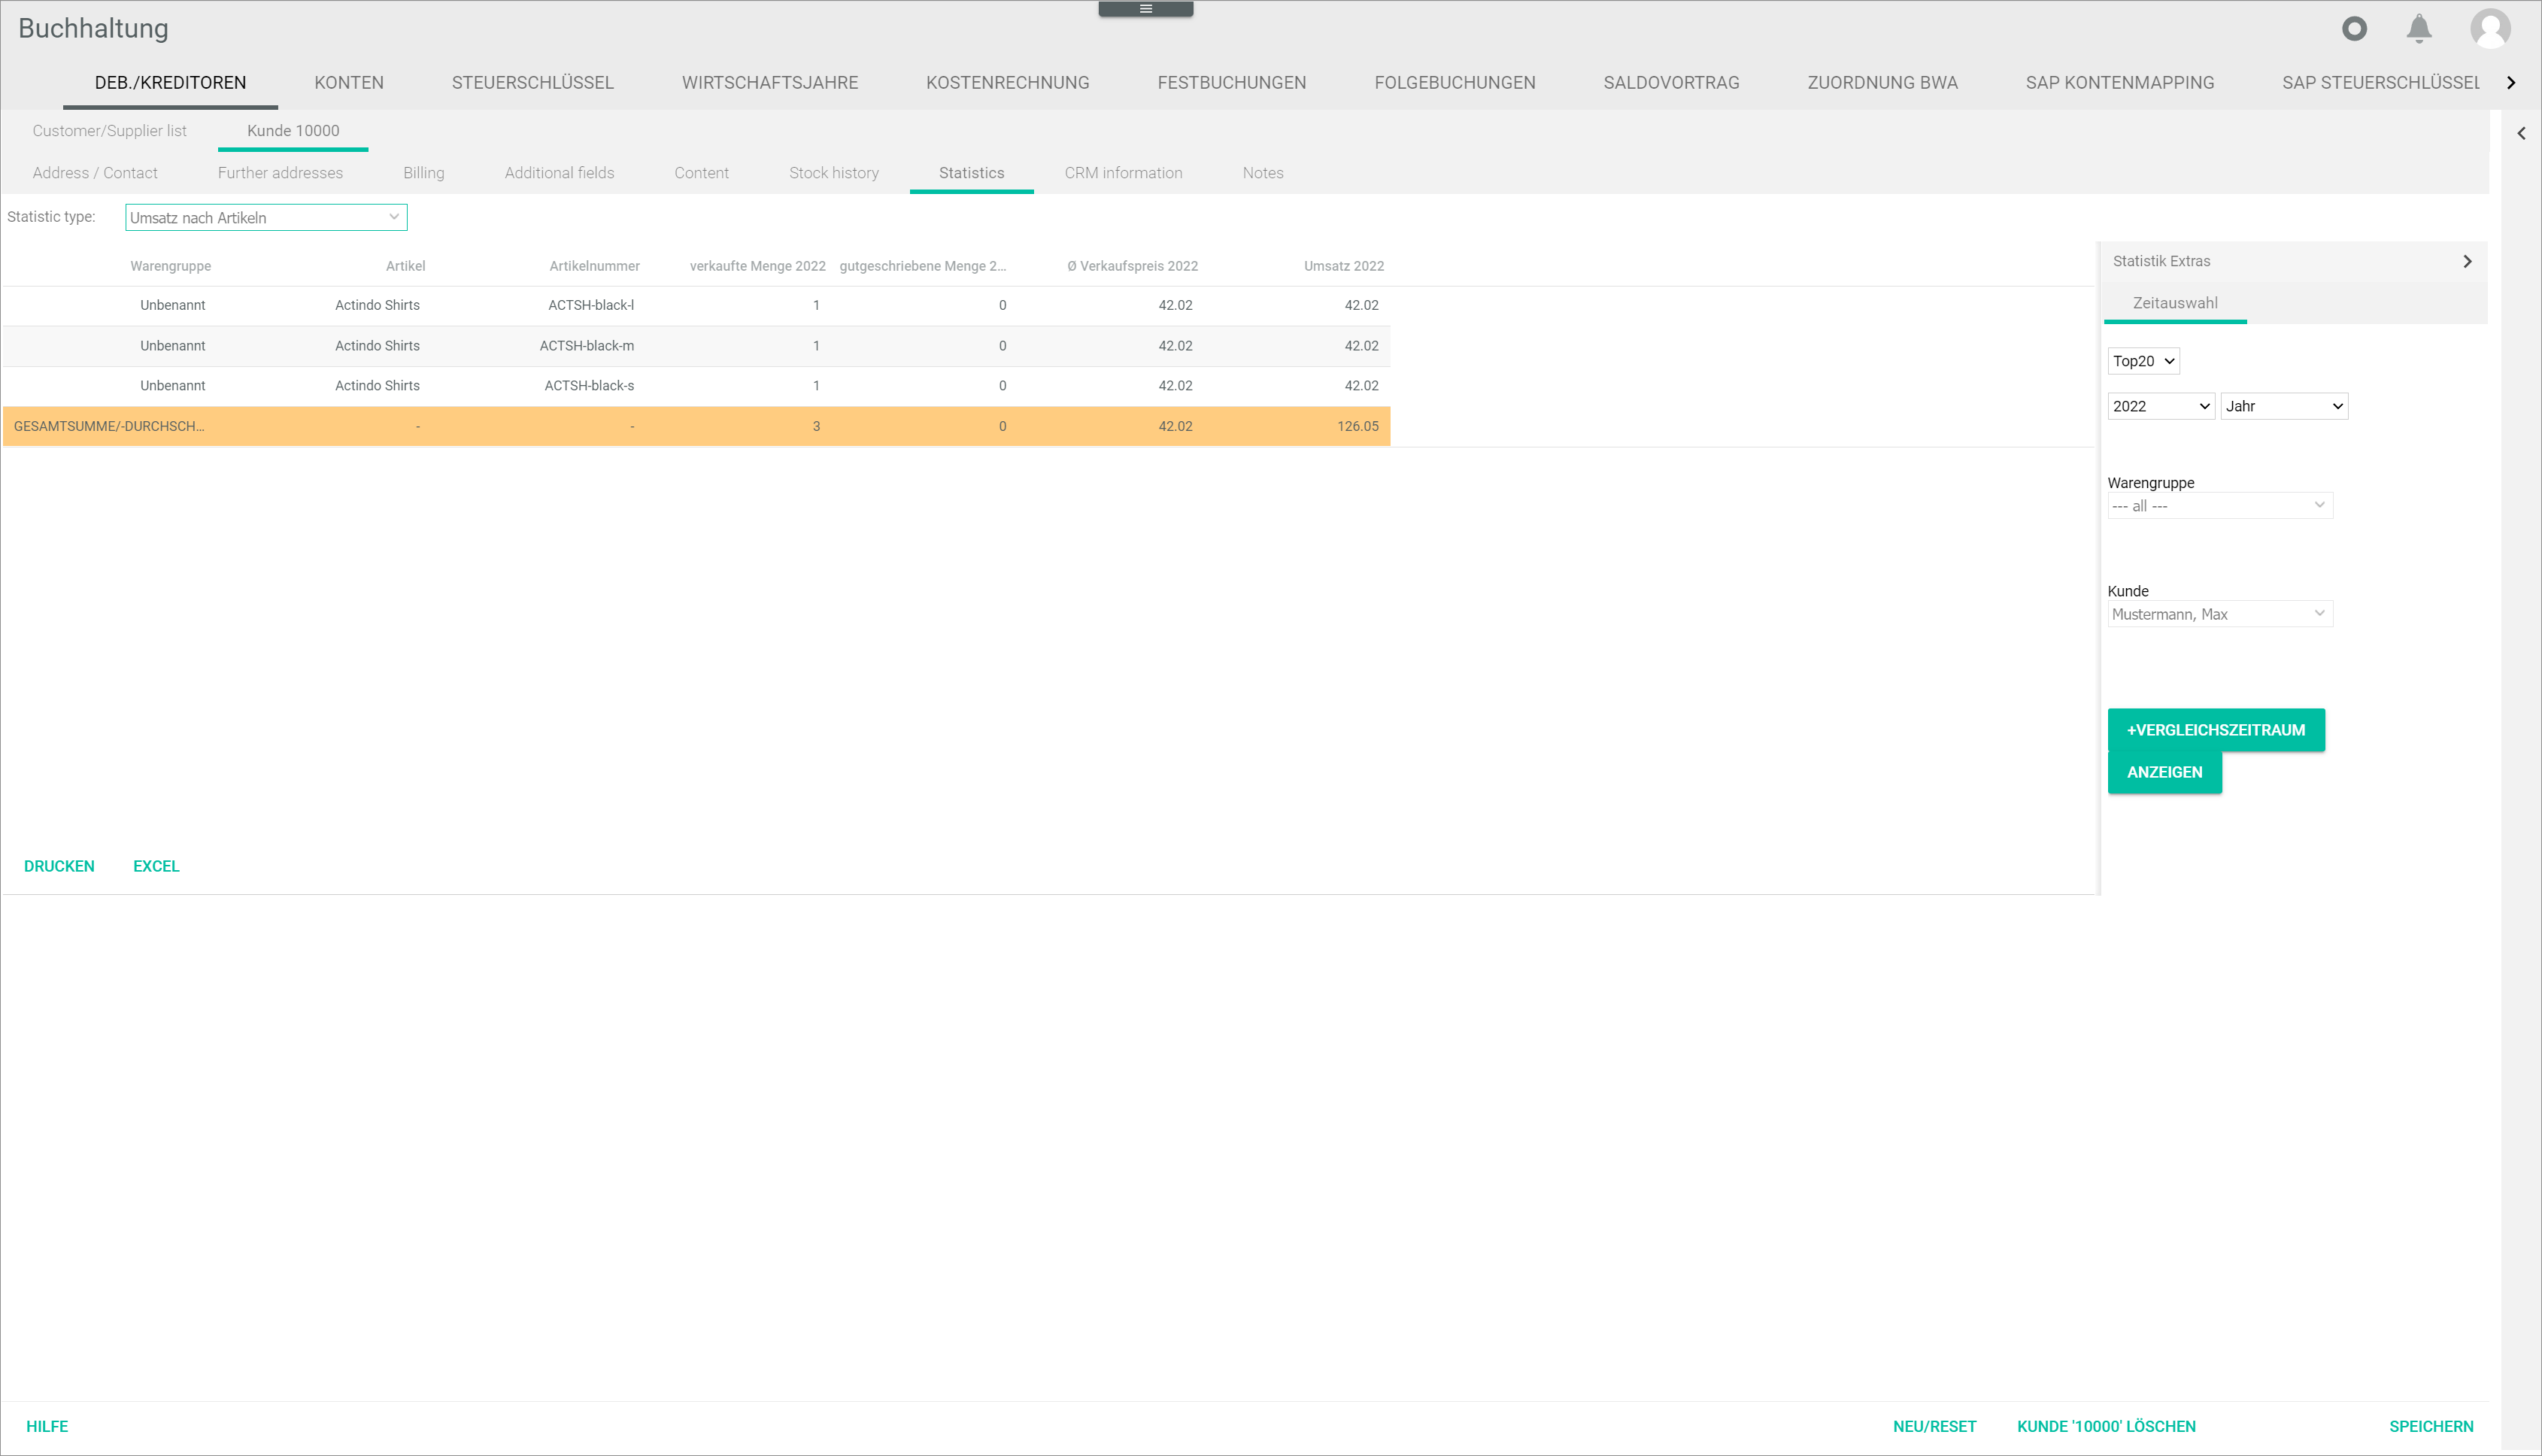 Buchhaltung
DEB./KREDITOREN KONTEN STEUERSCHLÜSSEL WIRTSCHAFTSJAHRE KOSTENRECHNUNG FESTBUCHUNGEN FOLGEBUCHUNGEN SALDOVORTRAG ZUORDNUNG BWA SAP KONTENMAPPING SAP STEUERSCHLÜSSEL
Customer/Supplier list Kunde 10000
Address / Contact Further addresses Billing Additional fields Content Stock history Statistics CRM information Notes
Statistic type: Umsatz nach Artikeln
Warengruppe Artikel Artikelnummer verkaufte Menge 2022 gutgeschriebene Menge 2... Ø Verkaufspreis 2022 Umsatz 2022
Unbenannt Actindo Shirts ACTSH-black-l 1 0 42.02 42.02
Unbenannt Actindo Shirts ACTSH-black-m 1 0 42.02 42.02
Unbenannt Actindo Shirts ACTSH-black-s 1 0 42.02 42.02
GESAMTSUMME/-DURCHSCH... - - 3 0 42.02 126.05
Statistik Extras
Zeitauswahl
Top20
2022 Jahr
Warengruppe
--- all ---
Kunde
Mustermann, Max
+VERGLEICHSZEITRAUM
ANZEIGEN
DRUCKEN EXCEL
HILFE NEU/RESET KUNDE '10000' LÖSCHEN SPEICHERN